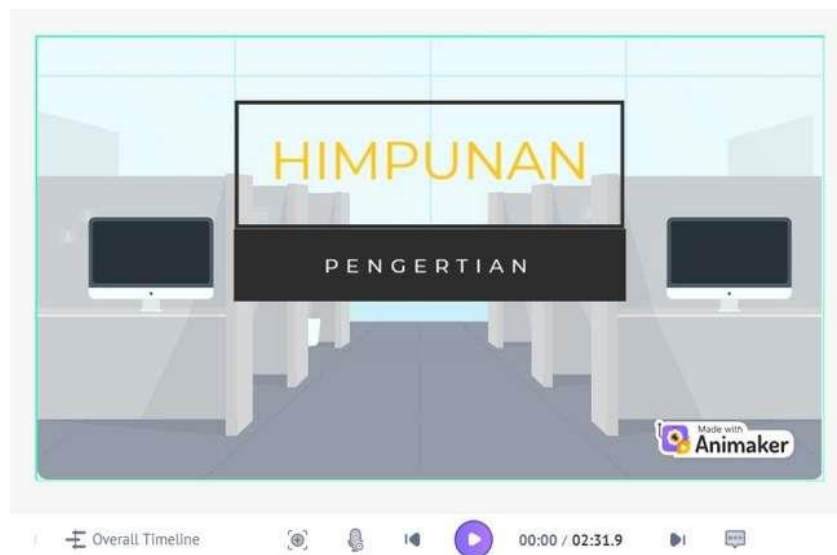 HIMPUNAN
PENGERTIAN
Made with
Animaker
Overall Timeline
00:00 / 02:31.9